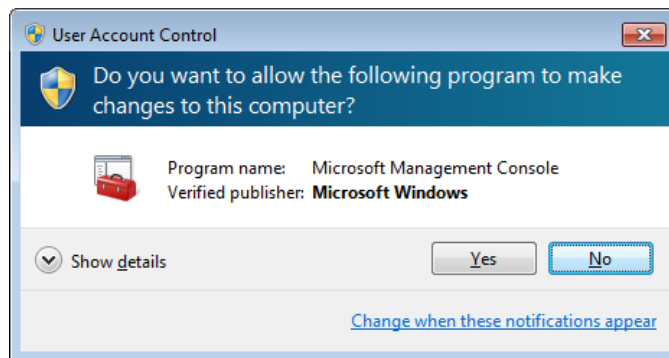 User Account Control
Do you want to allow the following program to make
changes to this computer?
Program name: Microsoft Management Console
Verified publisher: Microsoft Windows
Show details
Yes
No
Change when these notifications appear